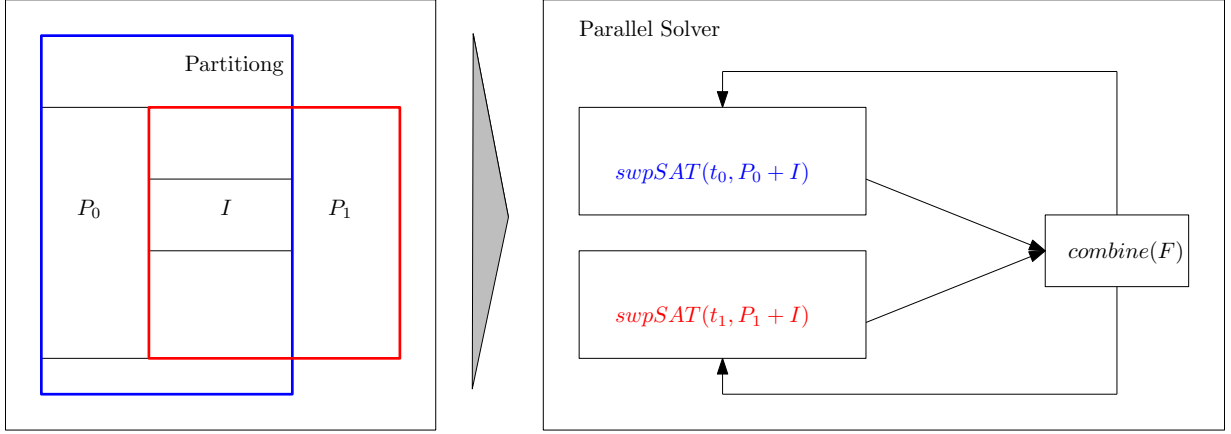 Partitiong
P₀
I
P₁
Parallel Solver
swpSAT(t₀, P₀ + I)
swpSAT(t₁, P₁ + I)
combine(F)